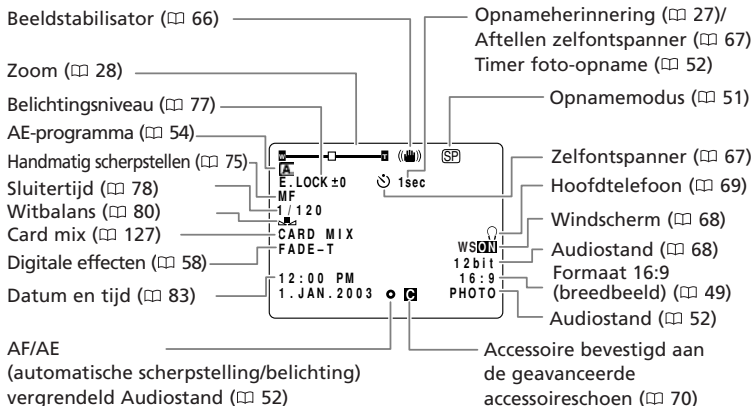 Beeldstabilisator (66)
Zoom (28)
Belichtingsniveau (77)
AE-programma (54)
Handmatig scherpstellen (75)
Sluitertijd (78)
Witbalans (80)
Card mix (127)
Digitale effecten (58)
Datum en tijd (83)
AF/AE
(automatische scherpstelling/belichting)
vergrendeld Audiostand (52)
W T SP
A
E.LOCK ±0 1sec
MF
1/120
CARD MIX
WS ON
FADE-T
12bit
12:00 PM 16:9
1.JAN.2003 C PHOTO
Opnameherinnering (27)/
Aftellen zelfontspanner (67)
Timer foto-opname (52)
Opnamemodus (51)
Zelfontspanner (67)
Hoofdtelefoon (69)
Windscherm (68)
Audiostand (68)
Formaat 16:9
(breedbeeld) (49)
Audiostand (52)
Accessoire bevestigd aan
de geavanceerde
accessoireschoen (70)